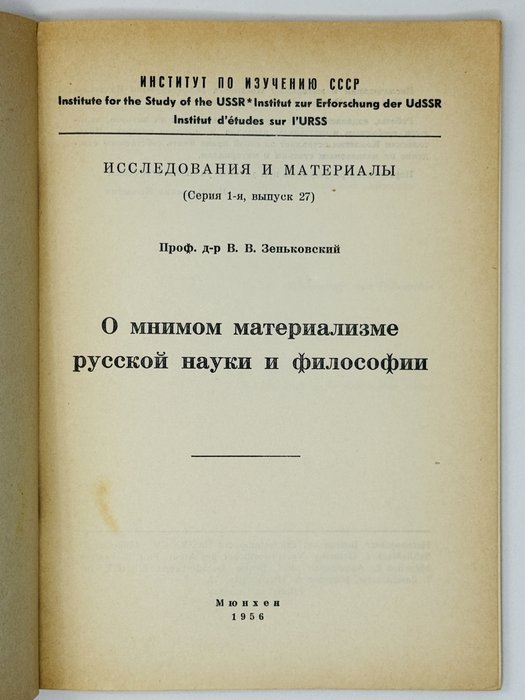 ИНСТИТУТ ПО ИЗУЧЕНИЮ СССР
Institute for the Study of the USSR * Institut zur Erforschung der UdSSR
Institut d'études sur l'URSS
ИССЛЕДОВАНИЯ И МАТЕРИАЛЫ
(Серия 1-я, выпуск 27)
Проф. д-р В. В. Зеньковский
О мнимом материализме
русской науки и философии
Мюнхен
1956